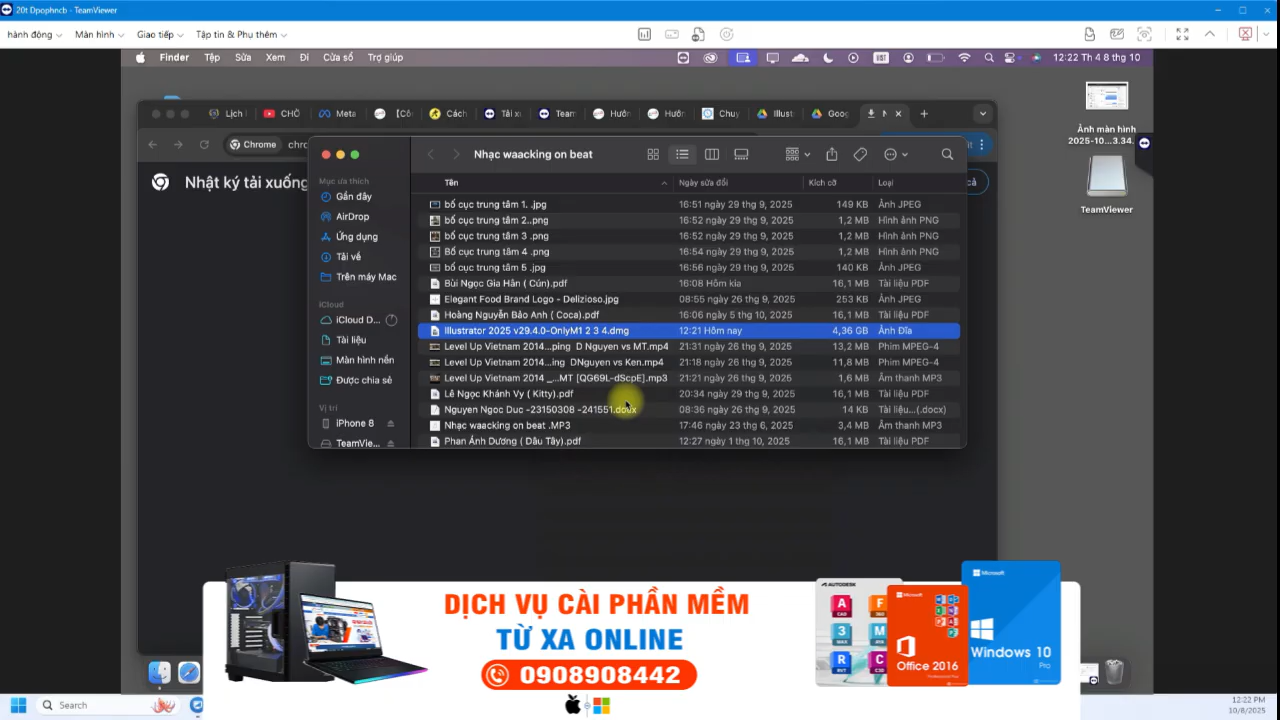 20t Dpophncb - TeamViewer
hành động Màn hình Giao tiếp Tập tin & Phụ thêm
Finder Tệp Sửa Xem Đi Cửa sổ Trợ giúp 12:22 Th 4 8 thg 10
Lịch CHỜ Meta Cách Tải x Team Hướ Hướ Chuy Illust Goog
Chrome
Nhật ký tải xuống
Nhạc waacking on beat
Mục ưa thích
Gần đây
AirDrop
Ứng dụng
Tải về
Trên máy Mac
iCloud
iCloud D...
Tài liệu
Màn hình nền
Được chia sẻ
Vị trí
iPhone 8
TeamVie...
Tên Ngày sửa đổi Kích cỡ Loại
bố cục trung tâm 1. .jpg 16:51 ngày 29 thg 9, 2025 149 KB Ảnh JPEG
bố cục trung tâm 2..png 16:52 ngày 29 thg 9, 2025 1,2 MB Hình ảnh PNG
bố cục trung tâm 3 .png 16:52 ngày 29 thg 9, 2025 1,2 MB Hình ảnh PNG
Bố cục trung tâm 4 .png 16:54 ngày 29 thg 9, 2025 1,2 MB Hình ảnh PNG
bố cục trung tâm 5 .jpg 16:56 ngày 29 thg 9, 2025 140 KB Ảnh JPEG
Bùi Ngọc Gia Hân ( Cún).pdf 16:08 Hôm kia 16,1 MB Tài liệu PDF
Elegant Food Brand Logo - Delizioso.jpg 08:55 ngày 26 thg 9, 2025 253 KB Ảnh JPEG
Hoàng Nguyễn Bảo Anh ( Coca).pdf 16:06 ngày 5 thg 10, 2025 16,1 MB Tài liệu PDF
Illustrator 2025 v29.4.0-OnlyM1 2 3 4.dmg 12:21 Hôm nay 4,36 GB Ảnh Đĩa
Level Up Vietnam 2014...ping D Nguyen vs MT.mp4 21:31 ngày 26 thg 9, 2025 13,2 MB Phim MPEG-4
Level Up Vietnam 2014...ing DNguyen vs Ken.mp4 21:18 ngày 26 thg 9, 2025 11,8 MB Phim MPEG-4
Level Up Vietnam 2014 _...MT [QG69L-dScpE].mp3 21:21 ngày 26 thg 9, 2025 1,6 MB Âm thanh MP3
Lê Ngọc Khánh Vy ( Kitty).pdf 20:34 ngày 29 thg 9, 2025 16,1 MB Tài liệu PDF
Nguyen Ngoc Duc -23150308 -241551.docx 08:36 ngày 26 thg 9, 2025 14 KB Tài liệu...(.docx)
Nhạc waacking on beat .MP3 17:46 ngày 23 thg 6, 2025 3,4 MB Âm thanh MP3
Phan Ánh Dương ( Dâu Tây).pdf 12:27 ngày 1 thg 10, 2025 16,1 MB Tài liệu PDF
Ảnh màn hình
2025-10...3.34.
TeamViewer
DỊCH VỤ CÀI PHẦN MỀM
TỪ XA ONLINE
0908908442
AUTODESK
Microsoft
Office 2016
Microsoft
Windows 10
Pro
Search
12:22 PM
10/8/2025